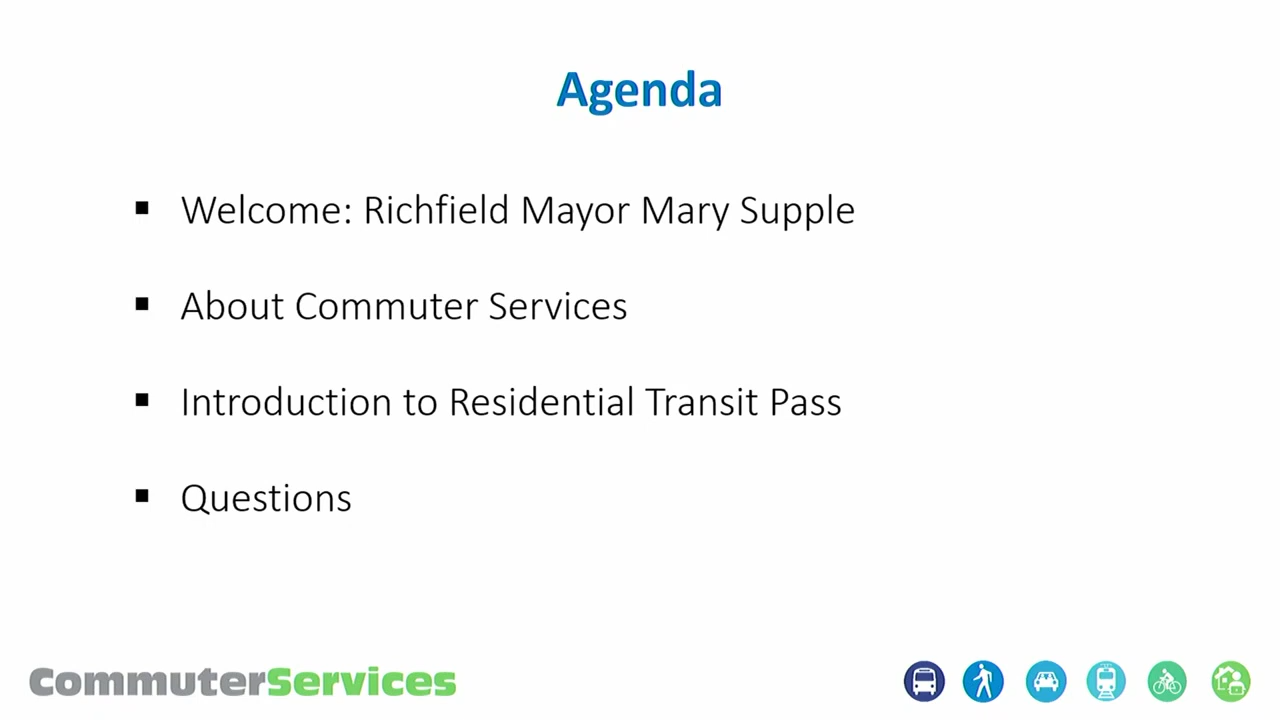 Agenda
▪ Welcome: Richfield Mayor Mary Supple
▪ About Commuter Services
▪ Introduction to Residential Transit Pass
▪ Questions
CommuterServices